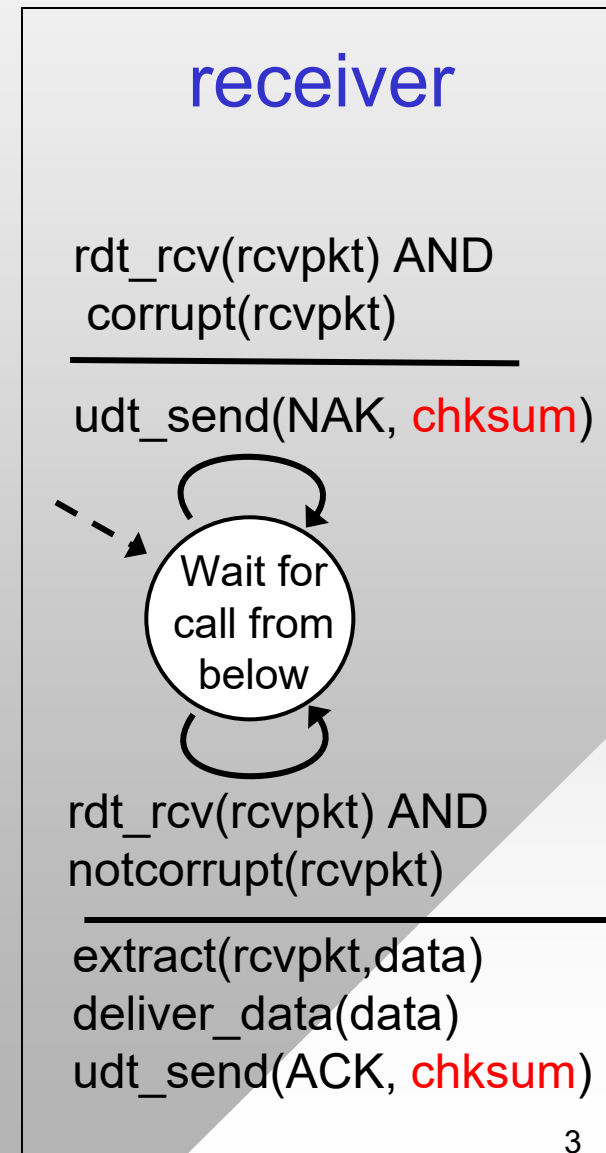 receiver
rdt_rcv(rcvpkt) AND
corrupt(rcvpkt)
udt_send(NAK, chksum)
Wait for
call from
below
rdt_rcv(rcvpkt) AND
notcorrupt(rcvpkt)
extract(rcvpkt,data)
deliver_data(data)
udt_send(ACK, chksum)
3